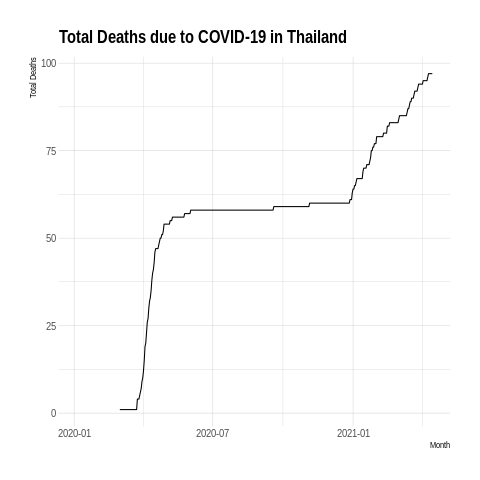 Total Deaths due to COVID-19 in Thailand
Total Deaths
100
75
50
25
0
2020-01
2020-07
2021-01
Month